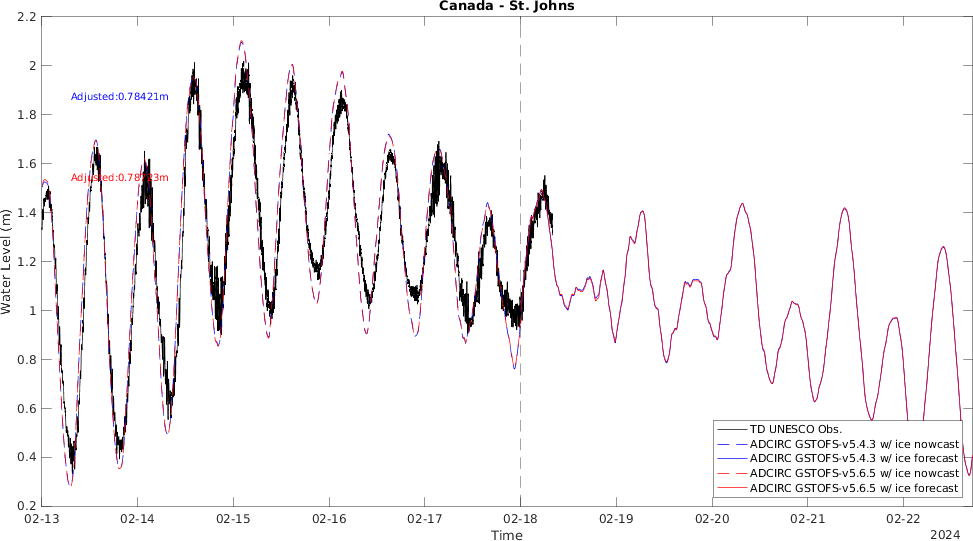 Canada - St. Johns
2.2
2
1.8
1.6
1.4
1.2
1
0.8
0.6
0.4
0.2
Water Level (m)
Adjusted:0.78421m
TD UNESCO Obs.
ADCIRC GSTOFS-v5.4.3 w/ ice nowcast
ADCIRC GSTOFS-v5.4.3 w/ ice forecast
ADCIRC GSTOFS-v5.6.5 w/ ice nowcast
ADCIRC GSTOFS-v5.6.5 w/ ice forecast
02-13 02-14 02-15 02-16 02-17 02-18 02-19 02-20 02-21 02-22
Time
2024